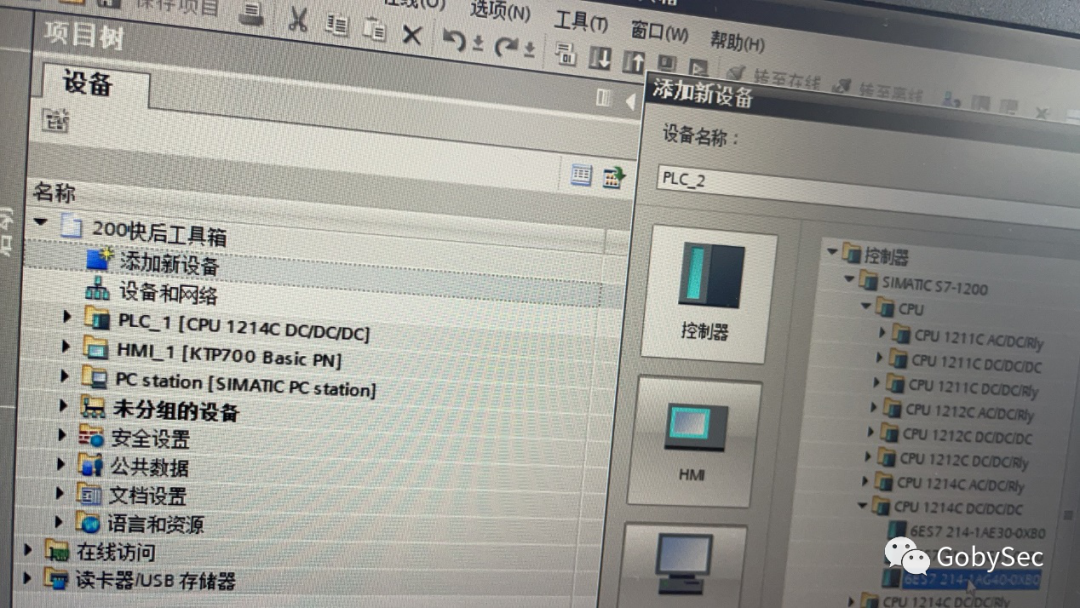 保存项目
在线(O)
选项(N)
工具(T)
窗口(W)
帮助(H)
转至在线
转至离线
项目树
设备
名称
200快后工具箱
添加新设备
设备和网络
PLC_1 [CPU 1214C DC/DC/DC]
HMI_1 [KTP700 Basic PN]
PC station [SIMATIC PC station]
未分组的设备
安全设置
公共数据
文档设置
语言和资源
在线访问
读卡器/USB 存储器
添加新设备
设备名称：
PLC_2
控制器
HMI
控制器
SIMATIC S7-1200
CPU
CPU 1211C AC/DC/Rly
CPU 1211C DC/DC/DC
CPU 1211C DC/DC/Rly
CPU 1212C AC/DC/Rly
CPU 1212C DC/DC/DC
CPU 1212C DC/DC/Rly
CPU 1214C AC/DC/Rly
CPU 1214C DC/DC/DC
6ES7 214-1AE30-0XB0
6ES7 214-1AG40-0XB0
CPU 1214C DC/DC/Rly
GobySec